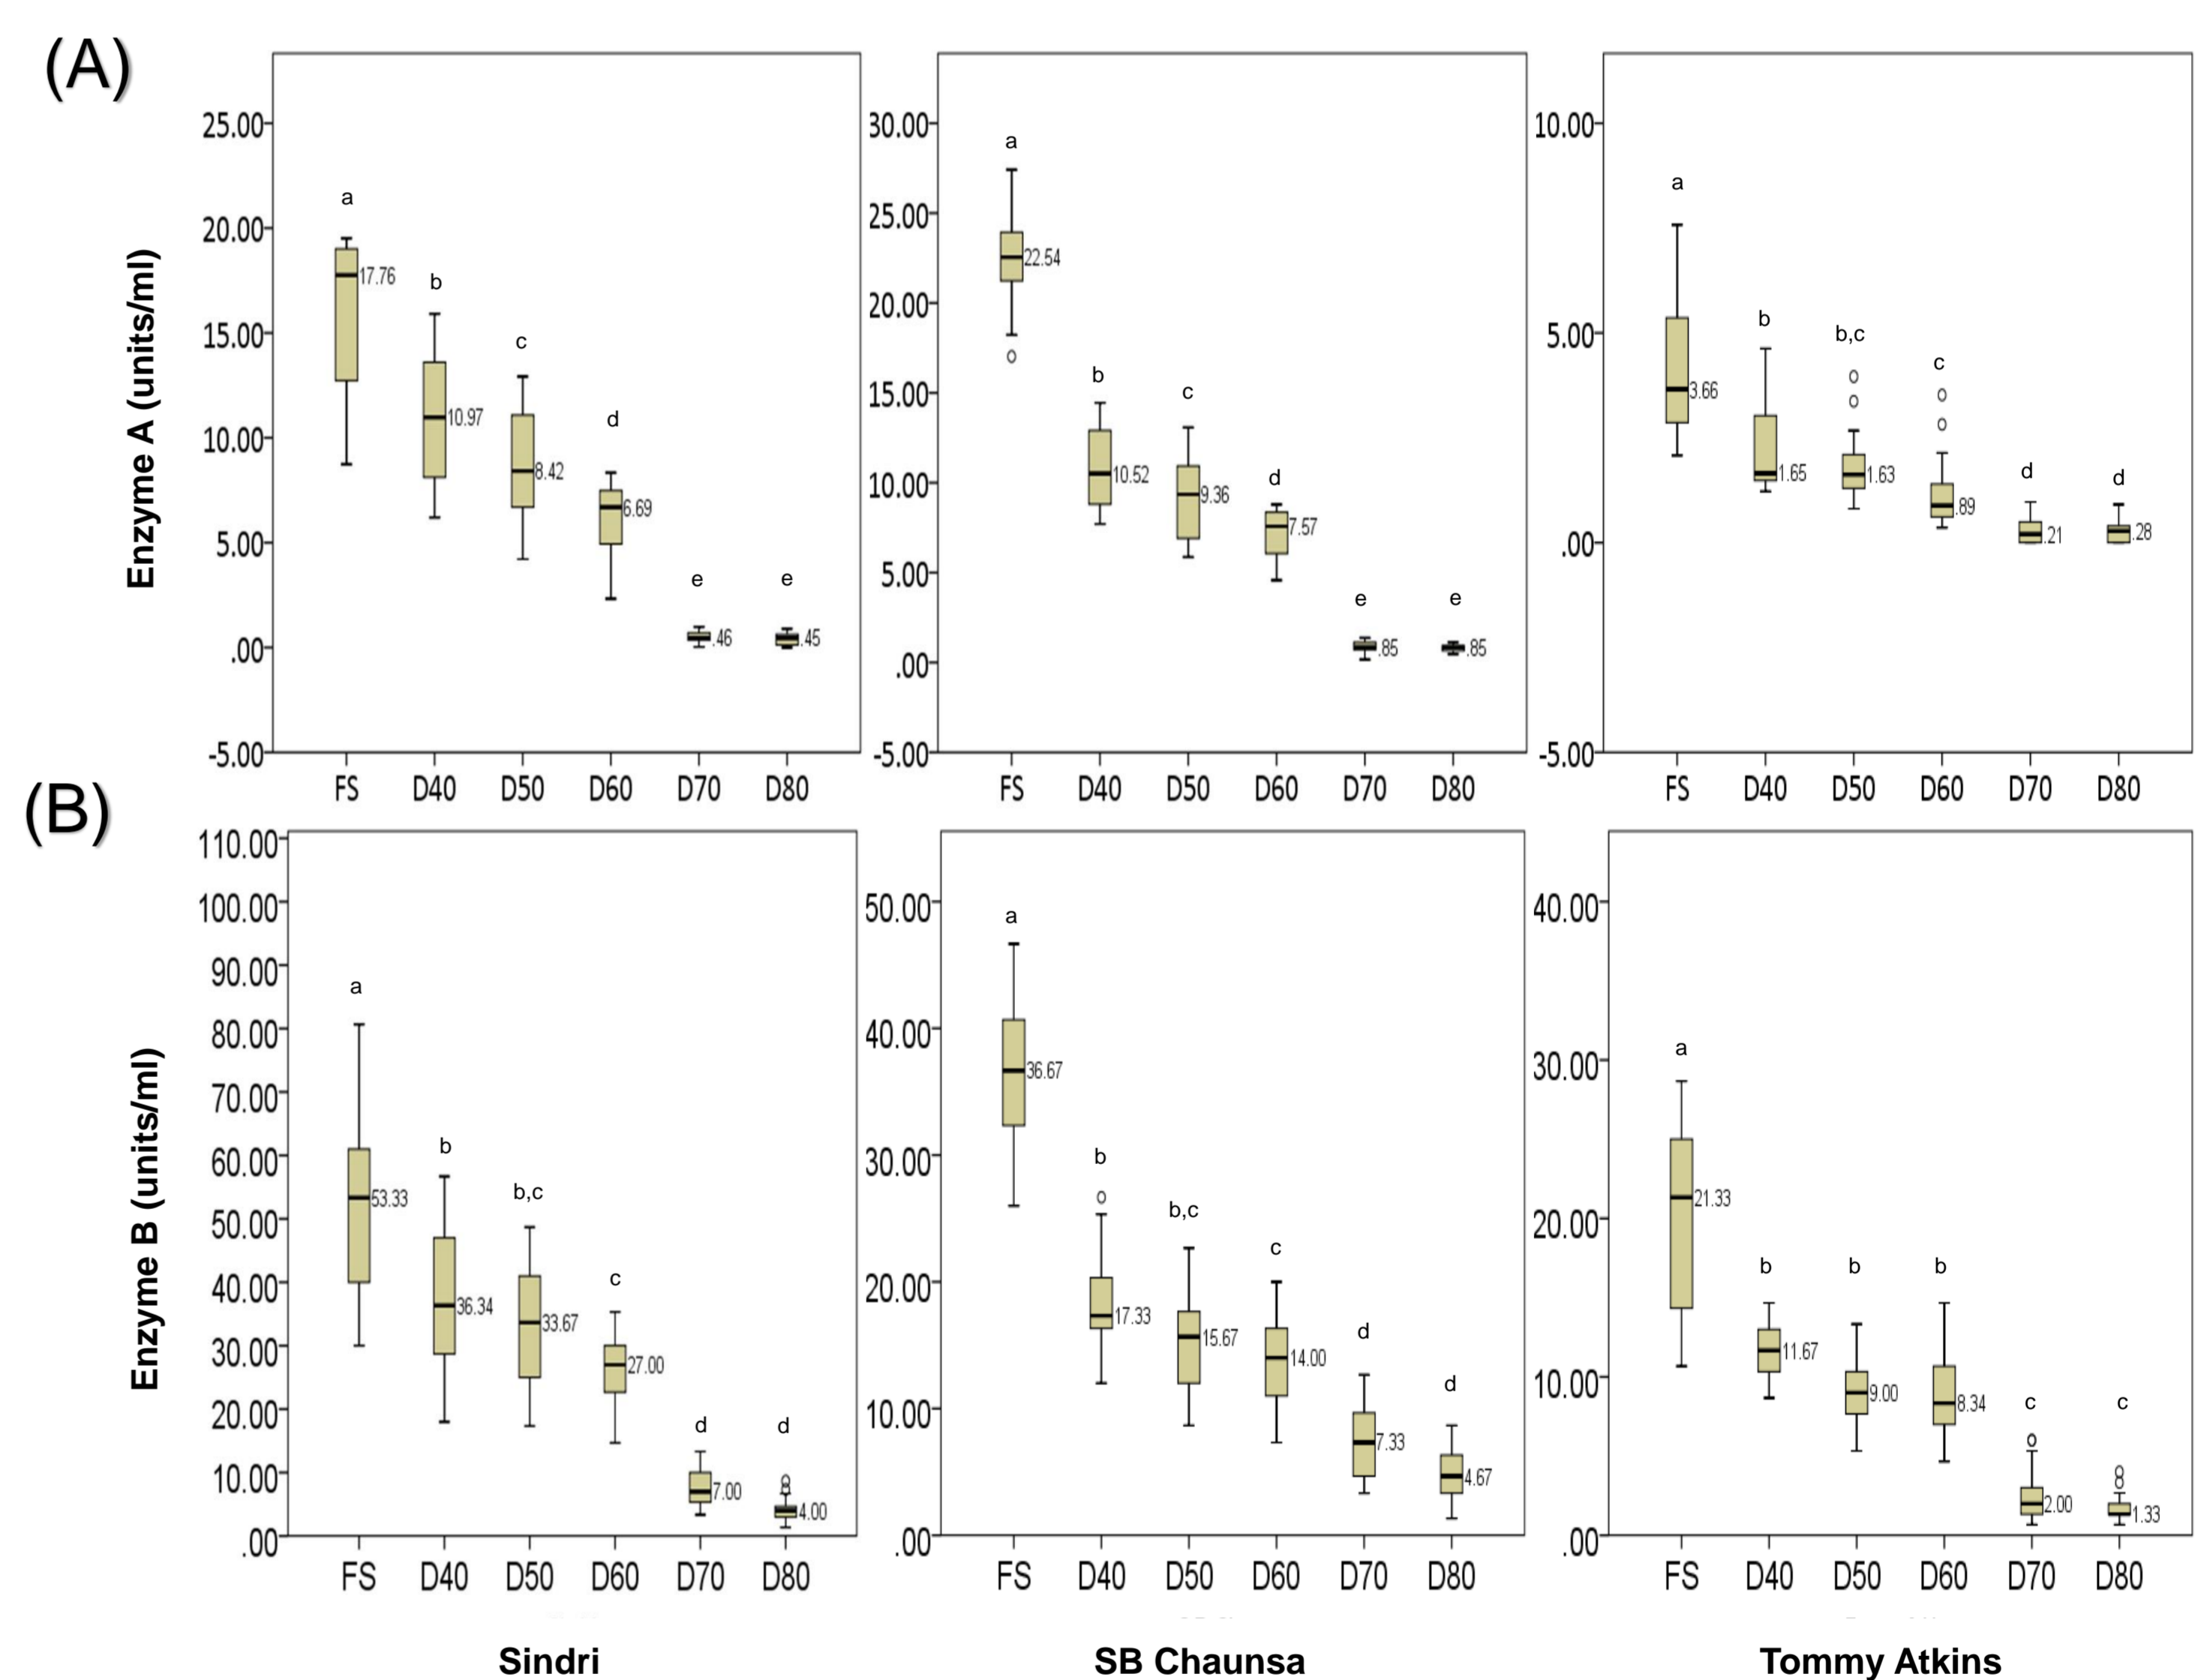 (A)
Enzyme A (units/ml)
25.00
20.00
15.00
10.00
5.00
.00
-5.00
a
b
c
d
e
e
17.76
10.97
8.42
6.69
.46
.45
FS D40 D50 D60 D70 D80
30.00
25.00
20.00
15.00
10.00
5.00
.00
-5.00
a
b
c
d
e
e
22.54
10.52
9.36
7.57
.85
.85
FS D40 D50 D60 D70 D80
10.00
5.00
.00
-5.00
a
b
b,c
c
d
d
3.66
1.65
1.63
.89
.21
.28
FS D40 D50 D60 D70 D80
(B)
Enzyme B (units/ml)
110.00
100.00
90.00
80.00
70.00
60.00
50.00
40.00
30.00
20.00
10.00
.00
a
b
b,c
c
d
d
53.33
36.34
33.67
27.00
7.00
4.00
FS D40 D50 D60 D70 D80
50.00
40.00
30.00
20.00
10.00
.00
a
b
b,c
c
d
d
36.67
17.33
15.67
14.00
7.33
4.67
FS D40 D50 D60 D70 D80
40.00
30.00
20.00
10.00
.00
a
b
b
b
c
c
21.33
11.67
9.00
8.34
2.00
1.33
FS D40 D50 D60 D70 D80
Sindri
SB Chaunsa
Tommy Atkins